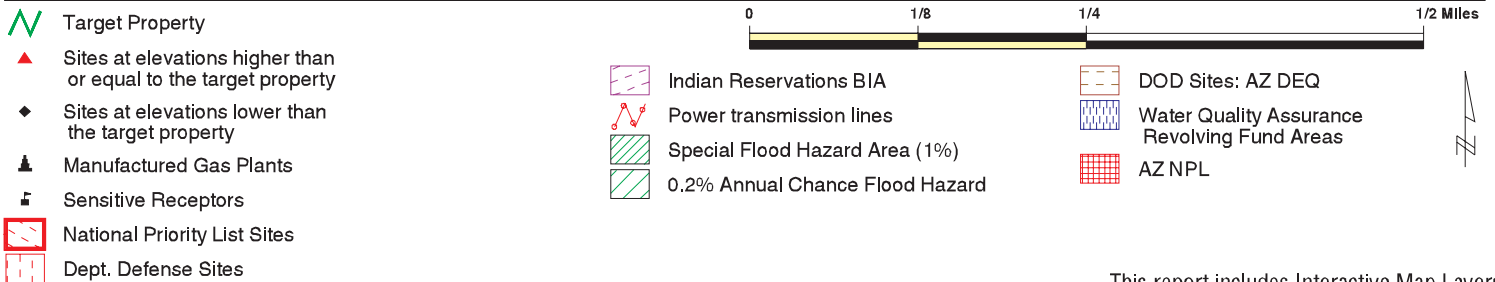 0 1/8 1/4 1/2 Miles
Target Property
Sites at elevations higher than
or equal to the target property
Sites at elevations lower than
the target property
Manufactured Gas Plants
Sensitive Receptors
National Priority List Sites
Dept. Defense Sites
Indian Reservations BIA
Power transmission lines
Special Flood Hazard Area (1%)
0.2% Annual Chance Flood Hazard
DOD Sites: AZ DEQ
Water Quality Assurance
Revolving Fund Areas
AZ NPL
This report includes Interactive Map Layers